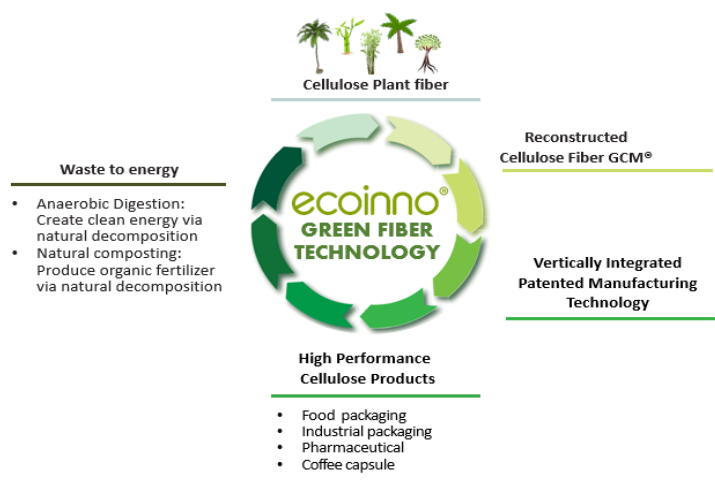 Cellulose Plant fiber
Reconstructed
Cellulose Fiber GCM®
Waste to energy
• Anaerobic Digestion:
Create clean energy via
natural decomposition
• Natural composting:
Produce organic fertilizer
via natural decomposition
ecoinno®
GREEN FIBER
TECHNOLOGY
Vertically Integrated
Patented Manufacturing
Technology
High Performance
Cellulose Products
• Food packaging
• Industrial packaging
• Pharmaceutical
• Coffee capsule